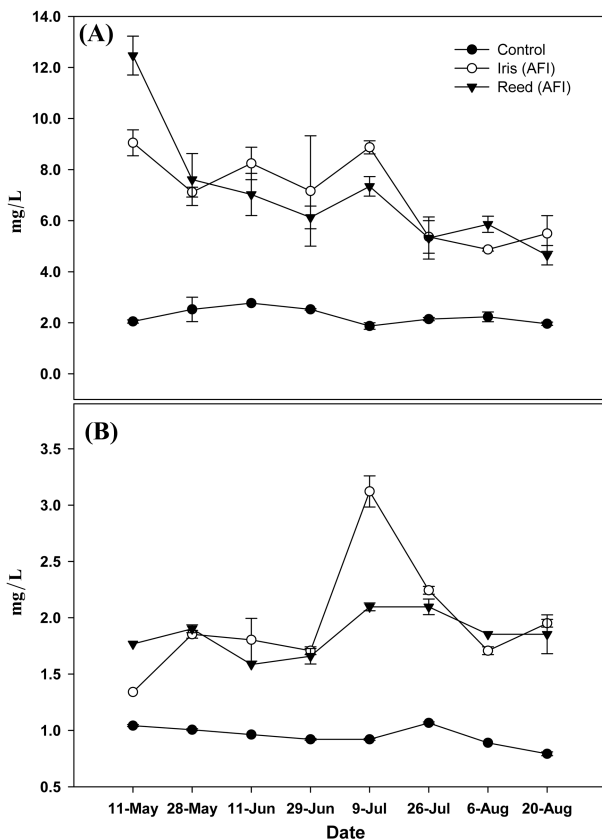 14.0
(A)
Control
Iris (AFI)
Reed (AFI)
12.0
10.0
8.0
6.0
4.0
2.0
0.0
mg/L
(B)
3.5
3.0
2.5
2.0
1.5
1.0
0.5
mg/L
11-May 28-May 11-Jun 29-Jun 9-Jul 26-Jul 6-Aug 20-Aug
Date